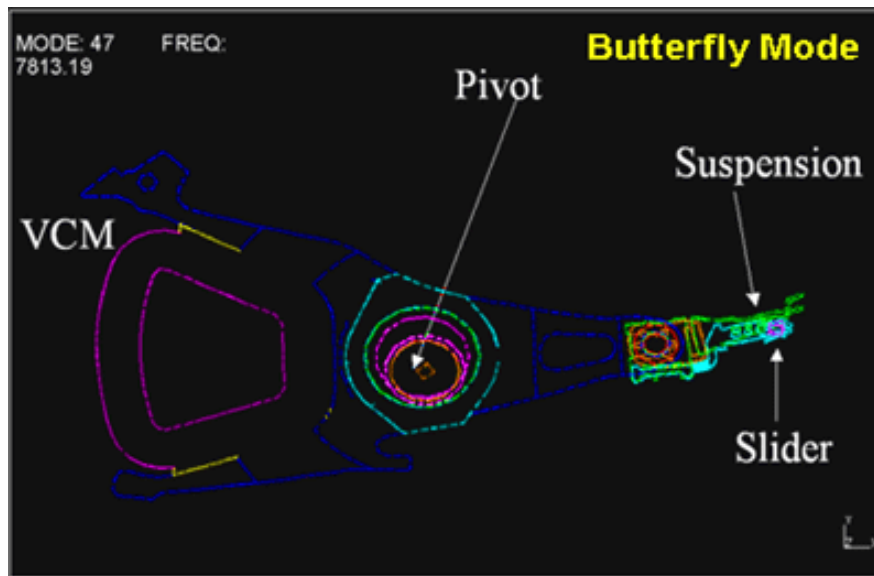 MODE: 47 FREQ:
7813.19
Butterfly Mode
Pivot
Suspension
VCM
Slider